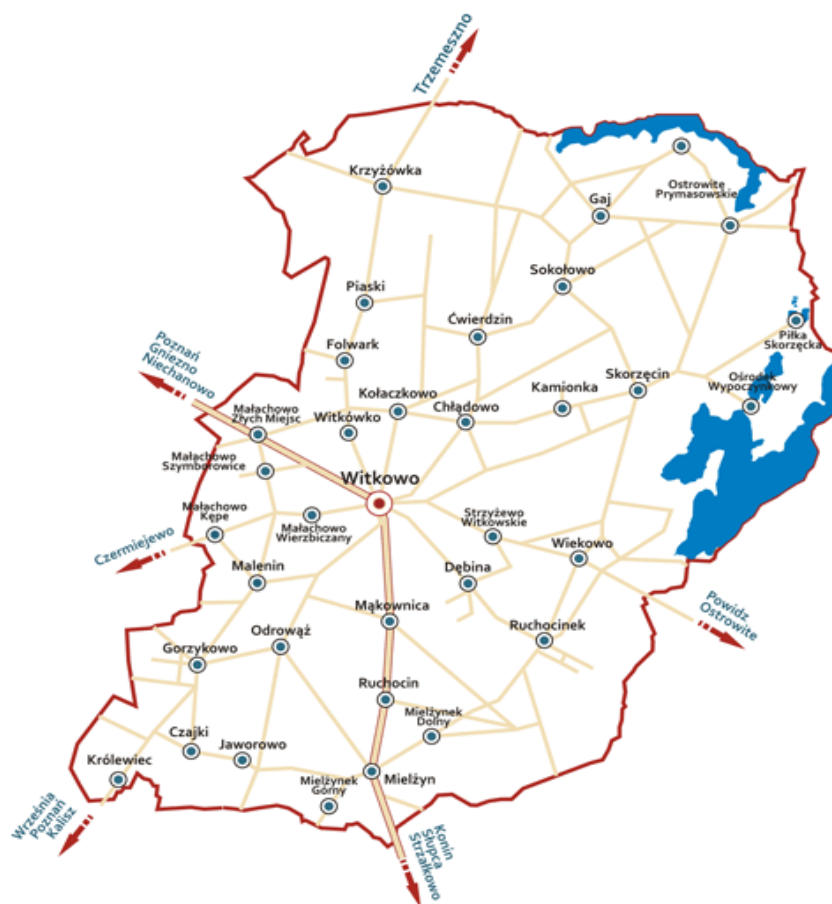 Trzemeszno
Krzyżówka
Ostrowite
Prymasowskie
Gaj
Sokołowo
Piaski
Ćwierdzin
Piłka
Skorzęcka
Folwark
Poznań
Gniezno
Niechanowo
Ośrodek
Wypoczynkowy
Skorzęcin
Kamionka
Kołaczkowo
Chłądowo
Małachowo
Złych Miejsc
Witkówko
Małachowo
Szymborowice
Witkowo
Małachowo
Kępe
Małachowo
Wierzbiczany
Strzyżewo
Witkowskie
Czermiejewo
Wiekowo
Malenin
Dębina
Powidz
Ostrowite
Mąkownica
Ruchocinek
Odrowąż
Gorzykowo
Ruchocin
Mielżynek
Dolny
Czajki
Jaworowo
Królewiec
Mielżynek
Górny
Mielżyn
Września
Poznań
Kalisz
Konin
Słupca
Strzałkowo